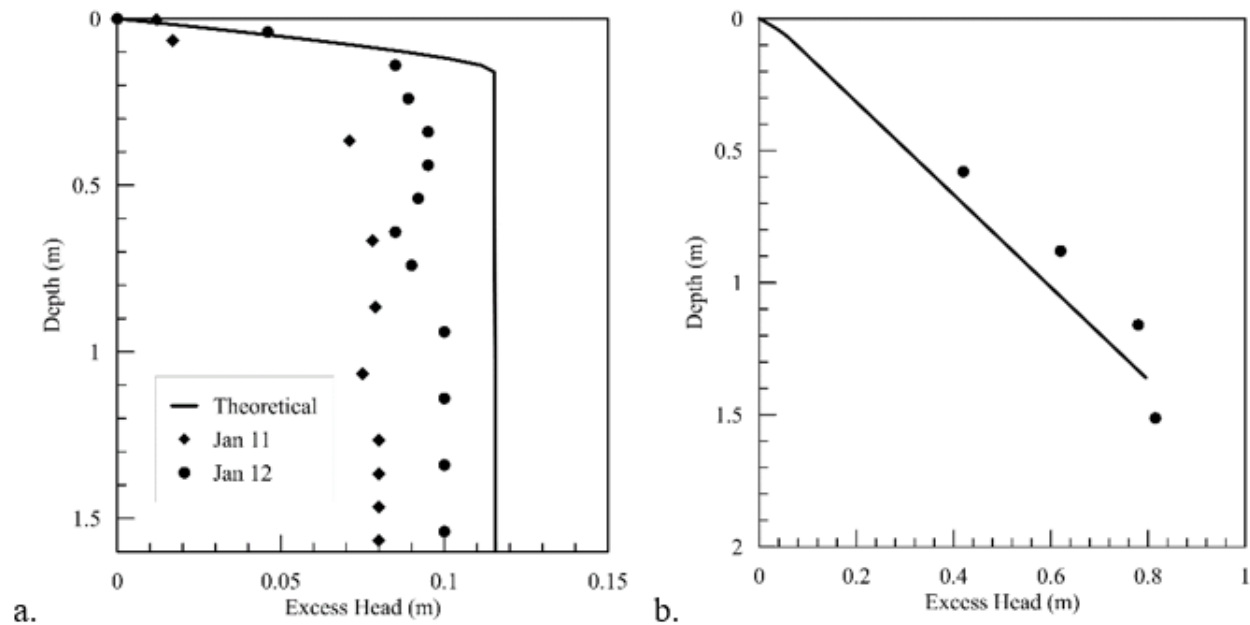 0
0.5
1
1.5
Depth (m)
Theoretical
Jan 11
Jan 12
0
0.05
0.1
0.15
Excess Head (m)
a.
0
0.5
1
1.5
2
Depth (m)
0
0.2
0.4
0.6
0.8
1
Excess Head (m)
b.